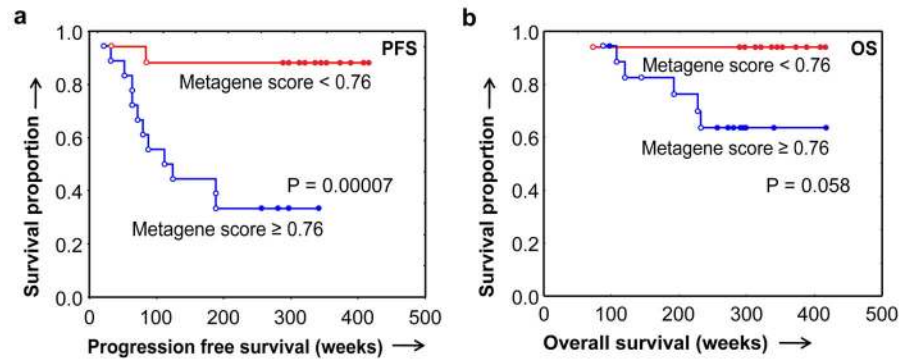 a
PFS
Survival proportion
1.0
0.8
0.6
0.4
0.2
0.0
Metagene score < 0.76
P = 0.00007
Metagene score ≥ 0.76
0 100 200 300 400 500
Progression free survival (weeks)
b
OS
Survival proportion
1.0
0.8
0.6
0.4
0.2
0.0
Metagene score < 0.76
Metagene score ≥ 0.76
P = 0.058
0 100 200 300 400 500
Overall survival (weeks)